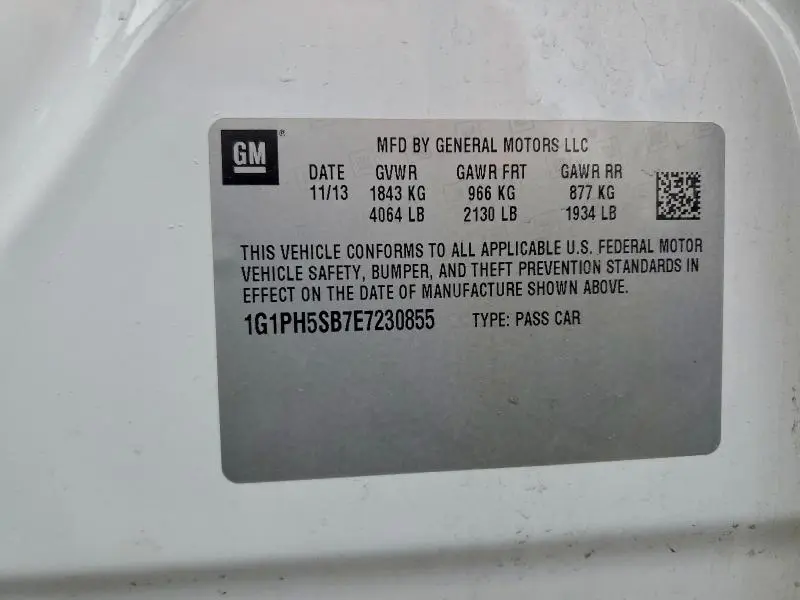 GM®
MFD BY GENERAL MOTORS LLC
DATE GVWR GAWR FRT GAWR RR
11/13 1843 KG 966 KG 877 KG
4064 LB 2130 LB 1934 LB
THIS VEHICLE CONFORMS TO ALL APPLICABLE U.S. FEDERAL MOTOR
VEHICLE SAFETY, BUMPER, AND THEFT PREVENTION STANDARDS IN
EFFECT ON THE DATE OF MANUFACTURE SHOWN ABOVE.
1G1PH5SB7E7230855 TYPE: PASS CAR